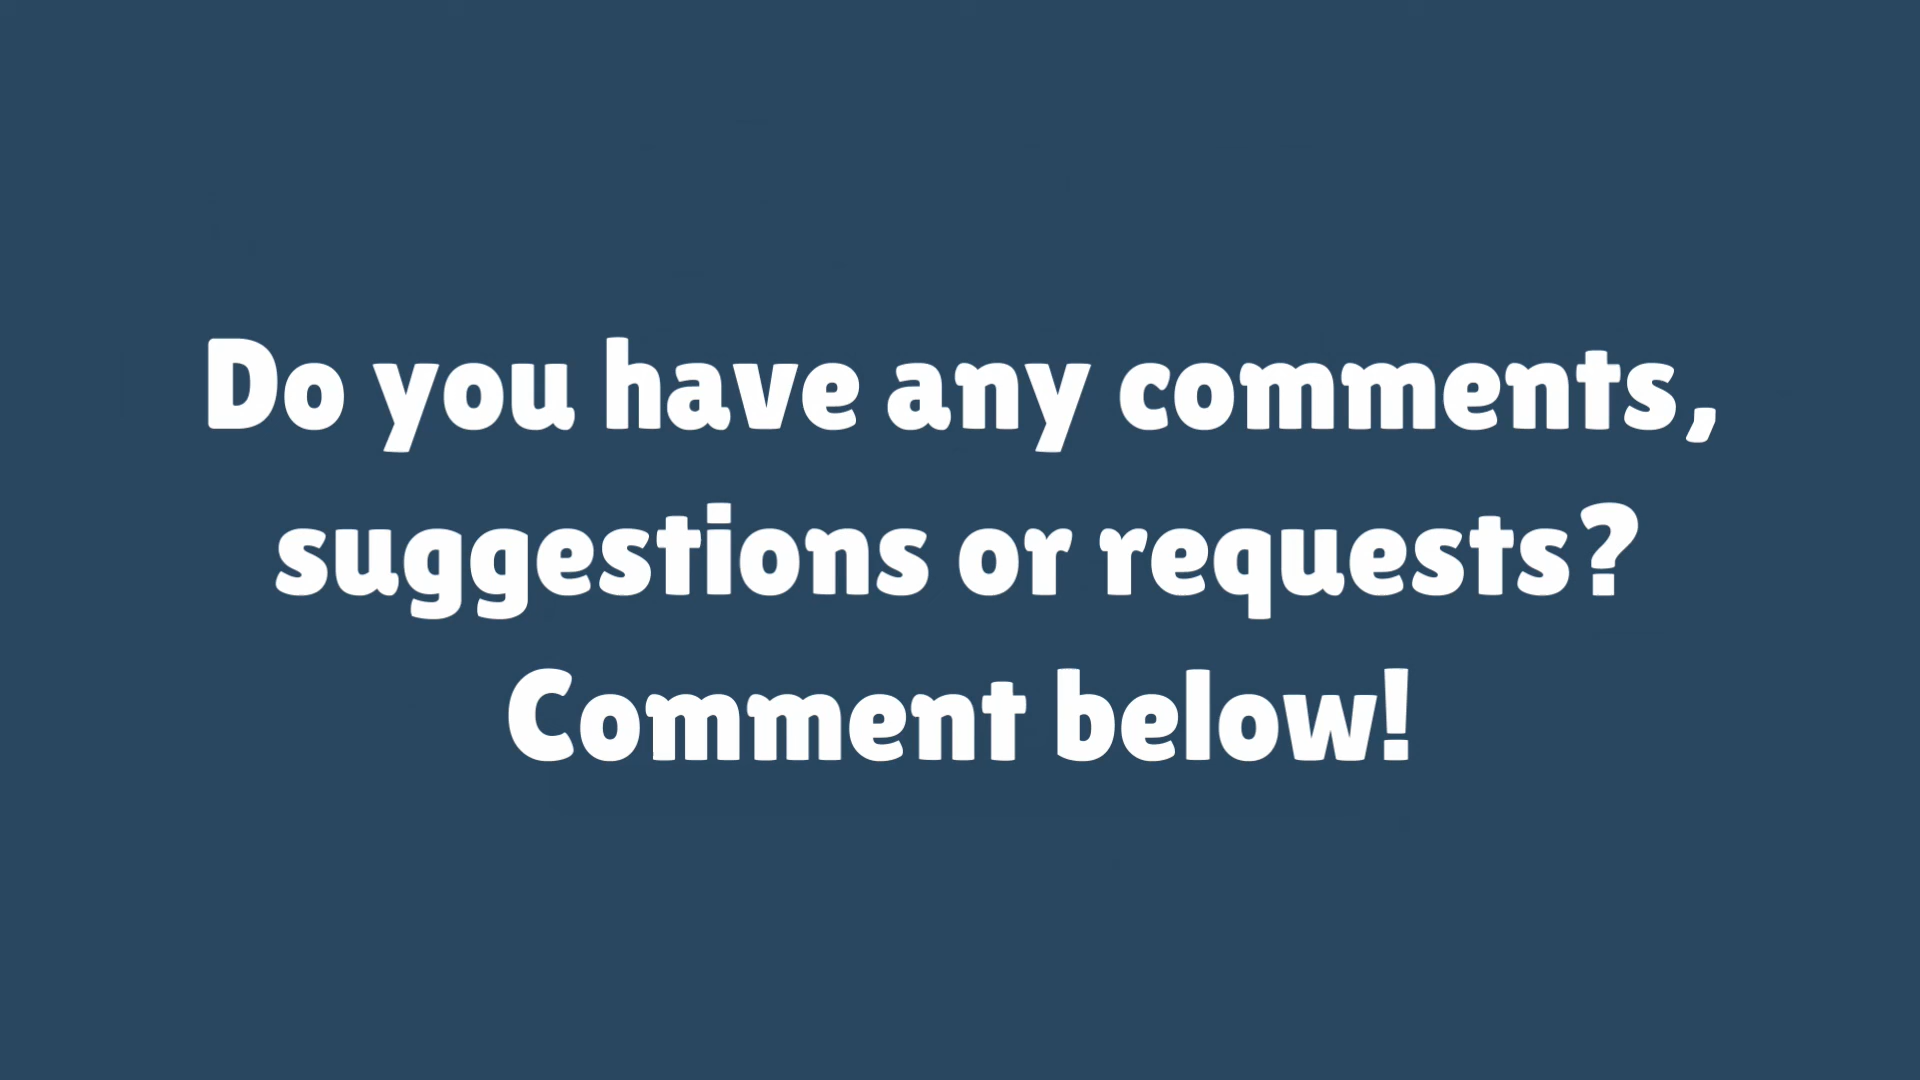 Do you have any comments,
suggestions or requests?
Comment below!